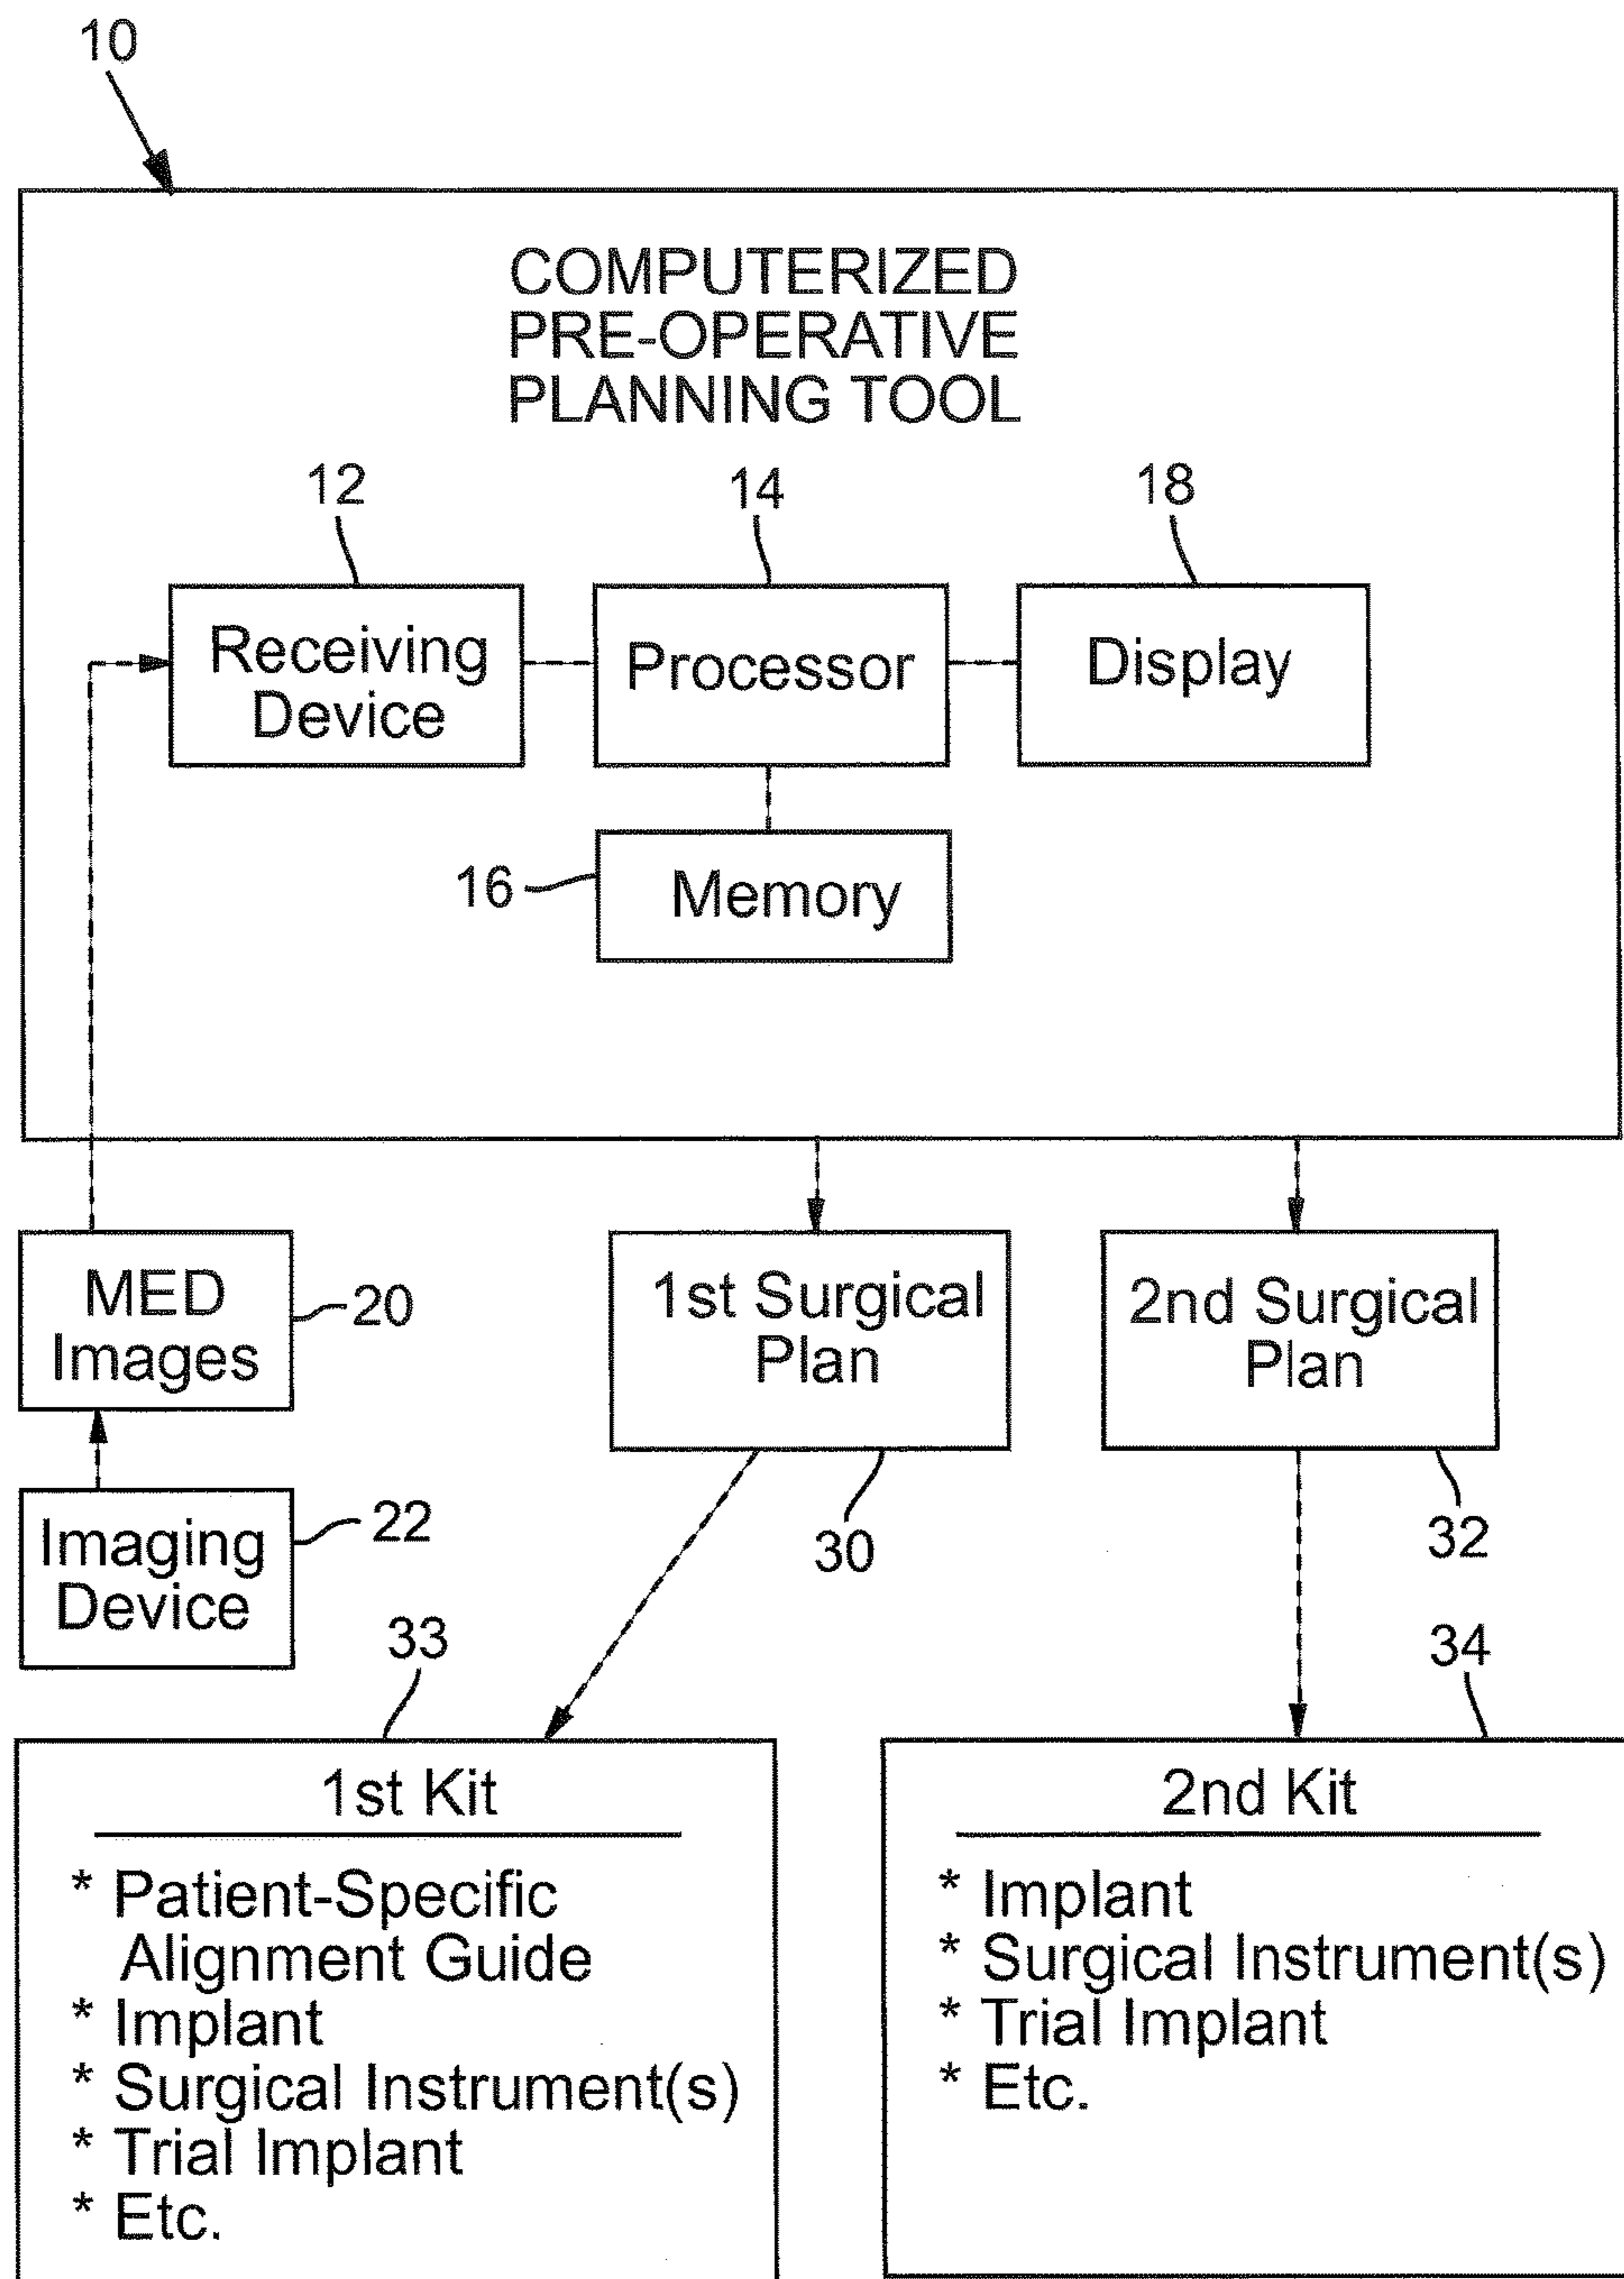 10
COMPUTERIZED
PRE-OPERATIVE
PLANNING TOOL
12
14
18
Receiving
Device
Processor
Display
16
Memory
MED
Images
20
1st Surgical
Plan
2nd Surgical
Plan
Imaging
Device
22
30
32
33
34
1st Kit
* Patient-Specific
Alignment Guide
* Implant
* Surgical Instrument(s)
* Trial Implant
* Etc.
2nd Kit
* Implant
* Surgical Instrument(s)
* Trial Implant
* Etc.